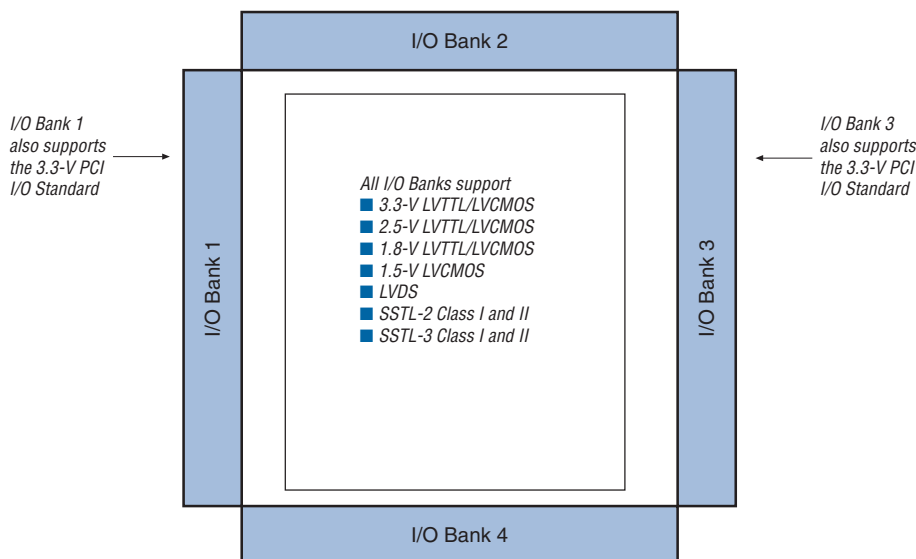 I/O Bank 2
I/O Bank 1
also supports
the 3.3-V PCI
I/O Standard
I/O Bank 3
also supports
the 3.3-V PCI
I/O Standard
All I/O Banks support
■ 3.3-V LVTTL/LVCMOS
■ 2.5-V LVTTL/LVCMOS
■ 1.8-V LVTTL/LVCMOS
■ 1.5-V LVCMOS
■ LVDS
■ SSTL-2 Class I and II
■ SSTL-3 Class I and II
I/O Bank 1
I/O Bank 3
I/O Bank 4